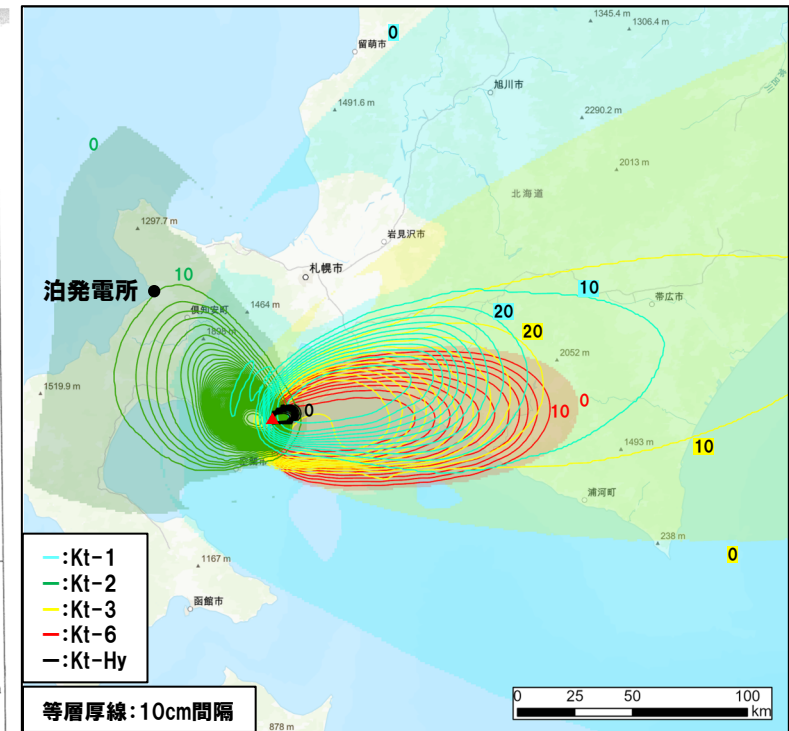 0
1345.4 m
1306.4 m
留萌市
旭川市
1491.6 m
2290.2 m
0
2013 m
北海道
1297.7 m
岩見沢市
10
札幌市
泊発電所
10
倶知安町
1464 m
帯広市
20
1898 m
20
2052 m
1519.9 m
0
0
10
1493 m
10
室蘭市
浦河町
238 m
0
:Kt-1
:Kt-2
:Kt-3
:Kt-6
:Kt-Hy
1167 m
函館市
等層厚線:10cm間隔
878 m
0 25 50 100
km